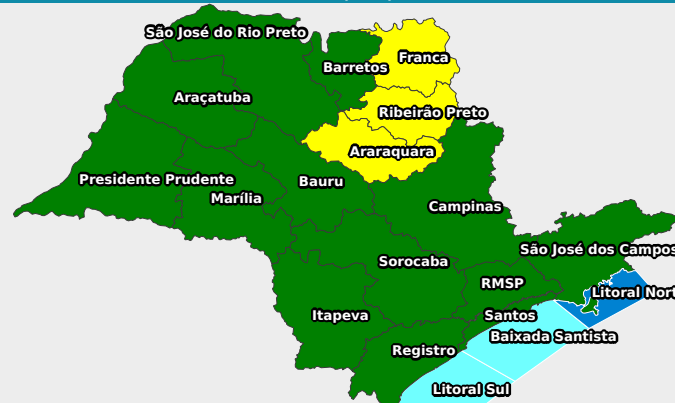 São José do Rio Preto
Franca
Barretos
Araçatuba
Ribeirão Preto
Araraquara
Presidente Prudente
Bauru
Marília
Campinas
São José dos Campos
Sorocaba
RMSP
Litoral Nort
Itapeva
Santos
Baixada Santista
Registro
Litoral Sul